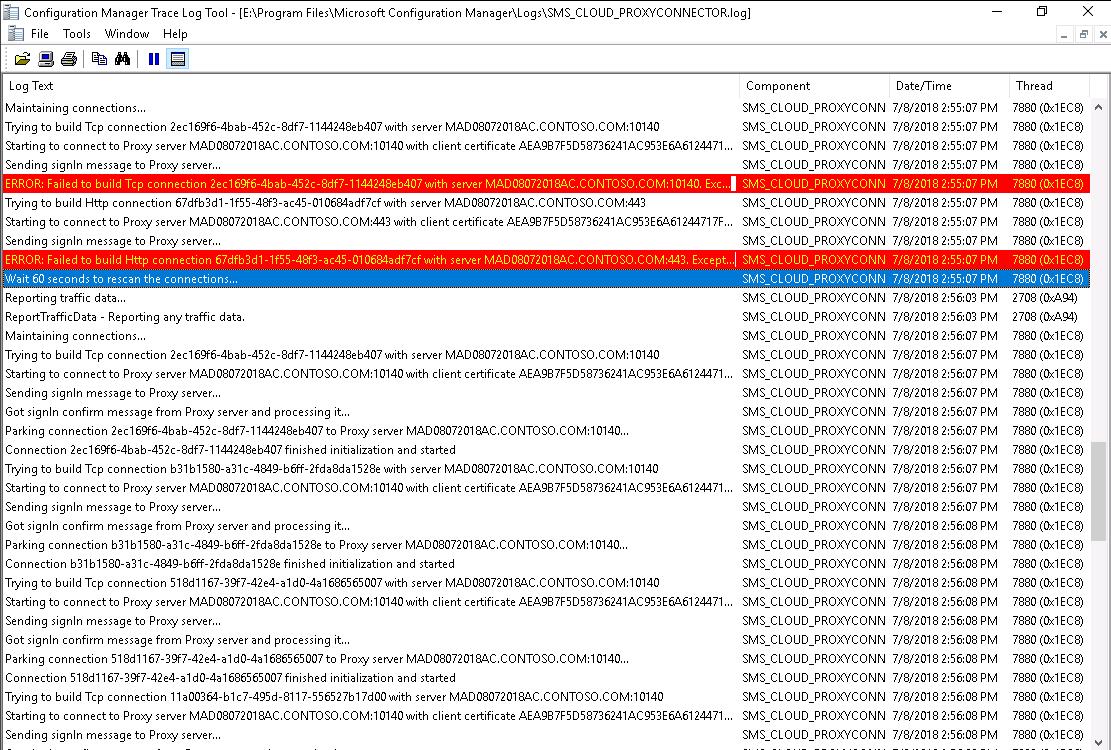 Configuration Manager Trace Log Tool - [E:\Program Files\Microsoft Configuration Manager\Logs\SMS_CLOUD_PROXYCONNECTOR.log]
File Tools Window Help
Log Text Component Date/Time Thread
Maintaining connections... SMS_CLOUD_PROXYCONN 7/8/2018 2:55:07 PM 7880 (0x1EC8)
Trying to build Tcp connection 2ec169f6-4bab-452c-8df7-1144248eb407 with server MAD08072018AC.CONTOSO.COM:10140 SMS_CLOUD_PROXYCONN 7/8/2018 2:55:07 PM 7880 (0x1EC8)
Starting to connect to Proxy server MAD08072018AC.CONTOSO.COM:10140 with client certificate AEA9B7F5D58736241AC953E6A6124471... SMS_CLOUD_PROXYCONN 7/8/2018 2:55:07 PM 7880 (0x1EC8)
Sending signIn message to Proxy server... SMS_CLOUD_PROXYCONN 7/8/2018 2:55:07 PM 7880 (0x1EC8)
ERROR: Failed to build Tcp connection 2ec169f6-4bab-452c-8df7-1144248eb407 with server MAD08072018AC.CONTOSO.COM:10140. Exc... SMS_CLOUD_PROXYCONN 7/8/2018 2:55:07 PM 7880 (0x1EC8)
Trying to build Http connection 67dfb3d1-1f55-48f3-ac45-010684adf7cf with server MAD08072018AC.CONTOSO.COM:443 SMS_CLOUD_PROXYCONN 7/8/2018 2:55:07 PM 7880 (0x1EC8)
Starting to connect to Proxy server MAD08072018AC.CONTOSO.COM:443 with client certificate AEA9B7F5D58736241AC953E6A61244717F... SMS_CLOUD_PROXYCONN 7/8/2018 2:55:07 PM 7880 (0x1EC8)
Sending signIn message to Proxy server... SMS_CLOUD_PROXYCONN 7/8/2018 2:55:07 PM 7880 (0x1EC8)
ERROR: Failed to build Http connection 67dfb3d1-1f55-48f3-ac45-010684adf7cf with server MAD08072018AC.CONTOSO.COM:443. Except... SMS_CLOUD_PROXYCONN 7/8/2018 2:55:07 PM 7880 (0x1EC8)
Wait 60 seconds to rescan the connections... SMS_CLOUD_PROXYCONN 7/8/2018 2:55:07 PM 7880 (0x1EC8)
Reporting traffic data... SMS_CLOUD_PROXYCONN 7/8/2018 2:56:03 PM 2708 (0xA94)
ReportTrafficData - Reporting any traffic data. SMS_CLOUD_PROXYCONN 7/8/2018 2:56:03 PM 2708 (0xA94)
Maintaining connections... SMS_CLOUD_PROXYCONN 7/8/2018 2:56:07 PM 7880 (0x1EC8)
Trying to build Tcp connection 2ec169f6-4bab-452c-8df7-1144248eb407 with server MAD08072018AC.CONTOSO.COM:10140 SMS_CLOUD_PROXYCONN 7/8/2018 2:56:07 PM 7880 (0x1EC8)
Starting to connect to Proxy server MAD08072018AC.CONTOSO.COM:10140 with client certificate AEA9B7F5D58736241AC953E6A6124471... SMS_CLOUD_PROXYCONN 7/8/2018 2:56:07 PM 7880 (0x1EC8)
Sending signIn message to Proxy server... SMS_CLOUD_PROXYCONN 7/8/2018 2:56:07 PM 7880 (0x1EC8)
Got signIn confirm message from Proxy server and processing it... SMS_CLOUD_PROXYCONN 7/8/2018 2:56:07 PM 7880 (0x1EC8)
Parking connection 2ec169f6-4bab-452c-8df7-1144248eb407 to Proxy server MAD08072018AC.CONTOSO.COM:10140... SMS_CLOUD_PROXYCONN 7/8/2018 2:56:07 PM 7880 (0x1EC8)
Connection 2ec169f6-4bab-452c-8df7-1144248eb407 finished initialization and started SMS_CLOUD_PROXYCONN 7/8/2018 2:56:07 PM 7880 (0x1EC8)
Trying to build Tcp connection b31b1580-a31c-4849-b6ff-2fda8da1528e with server MAD08072018AC.CONTOSO.COM:10140 SMS_CLOUD_PROXYCONN 7/8/2018 2:56:07 PM 7880 (0x1EC8)
Starting to connect to Proxy server MAD08072018AC.CONTOSO.COM:10140 with client certificate AEA9B7F5D58736241AC953E6A6124471... SMS_CLOUD_PROXYCONN 7/8/2018 2:56:07 PM 7880 (0x1EC8)
Sending signIn message to Proxy server... SMS_CLOUD_PROXYCONN 7/8/2018 2:56:07 PM 7880 (0x1EC8)
Got signIn confirm message from Proxy server and processing it... SMS_CLOUD_PROXYCONN 7/8/2018 2:56:08 PM 7880 (0x1EC8)
Parking connection b31b1580-a31c-4849-b6ff-2fda8da1528e to Proxy server MAD08072018AC.CONTOSO.COM:10140... SMS_CLOUD_PROXYCONN 7/8/2018 2:56:08 PM 7880 (0x1EC8)
Connection b31b1580-a31c-4849-b6ff-2fda8da1528e finished initialization and started SMS_CLOUD_PROXYCONN 7/8/2018 2:56:08 PM 7880 (0x1EC8)
Trying to build Tcp connection 518d1167-39f7-42e4-a1d0-4a1686565007 with server MAD08072018AC.CONTOSO.COM:10140 SMS_CLOUD_PROXYCONN 7/8/2018 2:56:08 PM 7880 (0x1EC8)
Starting to connect to Proxy server MAD08072018AC.CONTOSO.COM:10140 with client certificate AEA9B7F5D58736241AC953E6A6124471... SMS_CLOUD_PROXYCONN 7/8/2018 2:56:08 PM 7880 (0x1EC8)
Sending signIn message to Proxy server... SMS_CLOUD_PROXYCONN 7/8/2018 2:56:08 PM 7880 (0x1EC8)
Got signIn confirm message from Proxy server and processing it... SMS_CLOUD_PROXYCONN 7/8/2018 2:56:08 PM 7880 (0x1EC8)
Parking connection 518d1167-39f7-42e4-a1d0-4a1686565007 to Proxy server MAD08072018AC.CONTOSO.COM:10140... SMS_CLOUD_PROXYCONN 7/8/2018 2:56:08 PM 7880 (0x1EC8)
Connection 518d1167-39f7-42e4-a1d0-4a1686565007 finished initialization and started SMS_CLOUD_PROXYCONN 7/8/2018 2:56:08 PM 7880 (0x1EC8)
Trying to build Tcp connection 11a00364-b1c7-495d-8117-556527b17d00 with server MAD08072018AC.CONTOSO.COM:10140 SMS_CLOUD_PROXYCONN 7/8/2018 2:56:08 PM 7880 (0x1EC8)
Starting to connect to Proxy server MAD08072018AC.CONTOSO.COM:10140 with client certificate AEA9B7F5D58736241AC953E6A6124471... SMS_CLOUD_PROXYCONN 7/8/2018 2:56:08 PM 7880 (0x1EC8)
Sending signIn message to Proxy server... SMS_CLOUD_PROXYCONN 7/8/2018 2:56:08 PM 7880 (0x1EC8)